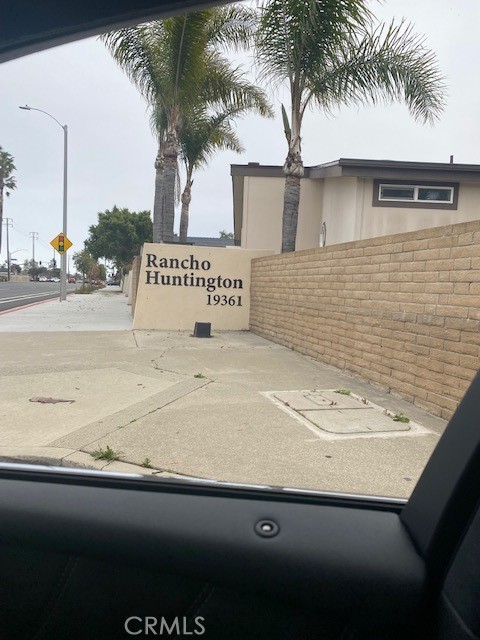 Rancho
Huntington
19361
CRMLS